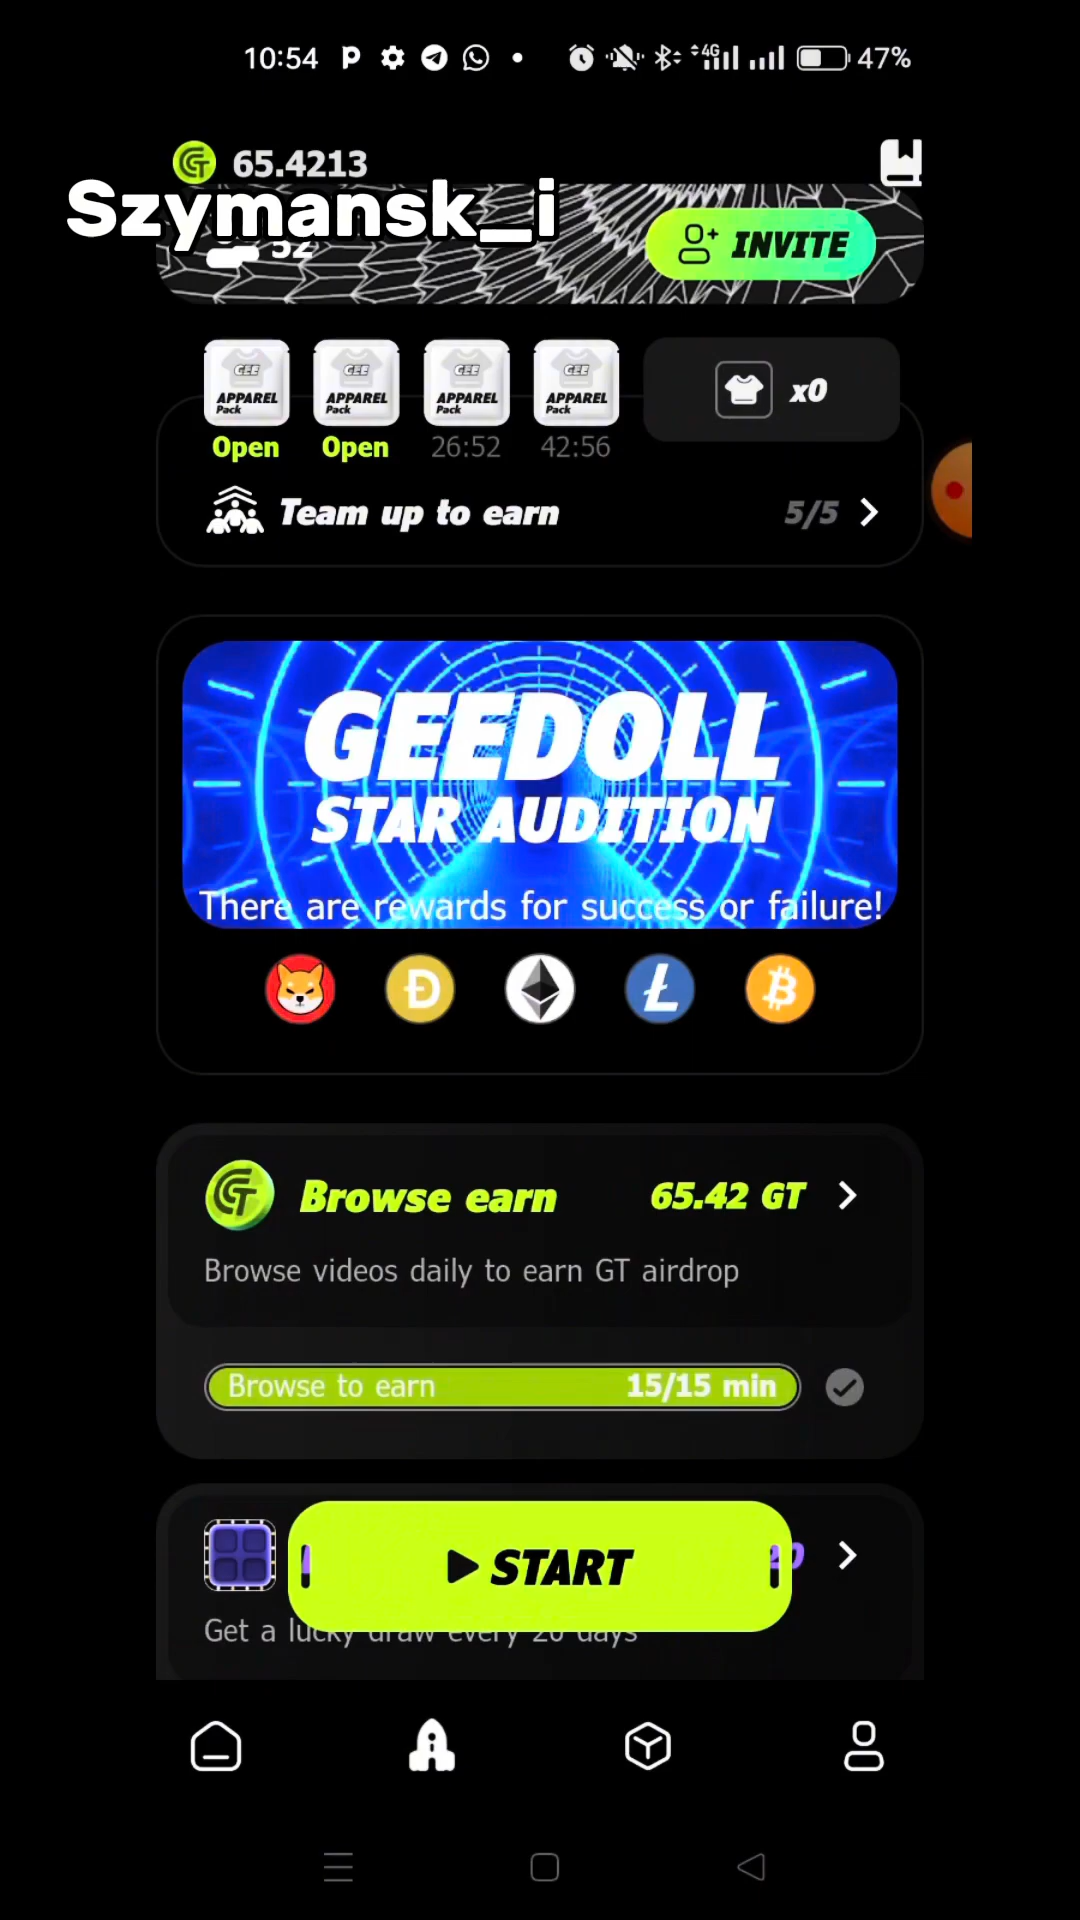 10:54
4G
47%
65.4213
Szymansk_i
52
INVITE
GEE APPAREL Pack
GEE APPAREL Pack
GEE APPAREL Pack
GEE APPAREL Pack
x0
Open
Open
26:52
42:56
Team up to earn
5/5
GEEDOLL
STAR AUDITION
There are rewards for success or failure!
Browse earn
65.42 GT
Browse videos daily to earn GT airdrop
Browse to earn
15/15 min
START
Get a lucky draw every 20 days